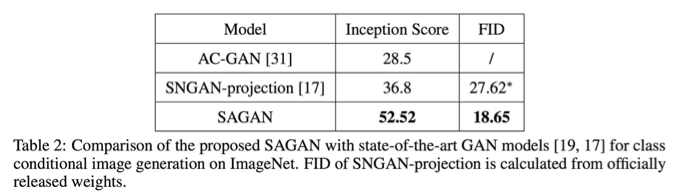 Model Inception Score FID
AC-GAN [31] 28.5 /
SNGAN-projection [17] 36.8 27.62*
SAGAN 52.52 18.65
Table 2: Comparison of the proposed SAGAN with state-of-the-art GAN models [19, 17] for class
conditional image generation on ImageNet. FID of SNGAN-projection is calculated from officially
released weights.